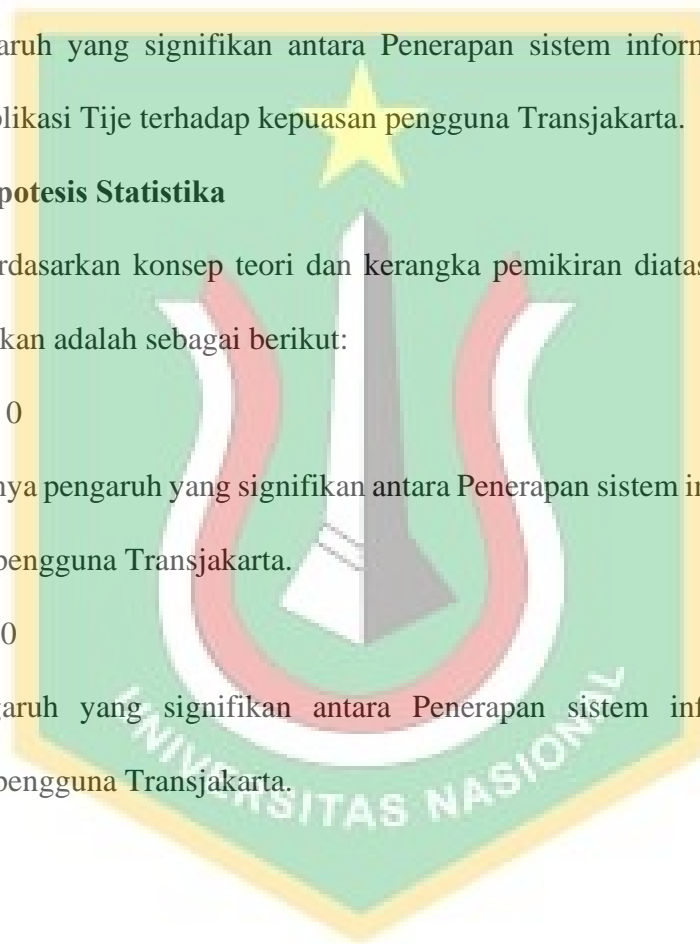 aruh yang signifikan antara Penerapan sistem inforn
olikasi Tije terhadap kepuasan pengguna Transjakarta.
potesis Statistika
rdasarkan konsep teori dan kerangka pemikiran diatas
kan adalah sebagai berikut:
0
nya pengaruh yang signifikan antara Penerapan sistem in
pengguna Transjakarta.
0
garuh yang signifikan antara Penerapan sistem inf
pengguna Transjakarta.
UNIVERSITAS NASIONAL